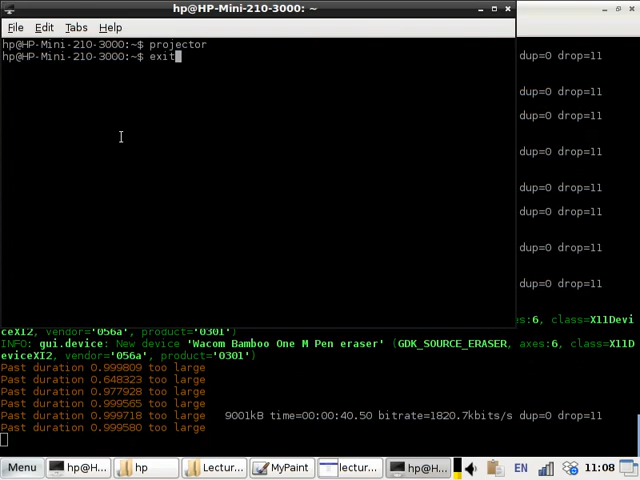 hp@HP-Mini-210-3000: ~
File Edit Tabs Help
hp@HP-Mini-210-3000:~$ projector
hp@HP-Mini-210-3000:~$ exit
dup=0 drop=11
dup=0 drop=11
dup=0 drop=11
dup=0 drop=11
dup=0 drop=11
dup=0 drop=11
dup=0 drop=11
dup=0 drop=11
s:6, class=X11Devi
ceXI2, vendor='056a', product='0301')
INFO: gui.device: New device 'Wacom Bamboo One M Pen eraser' (GDK_SOURCE_ERASER, axes:6, class=X11D
eviceXI2, vendor='056a', product='0301')
Past duration 0.999809 too large
Past duration 0.648323 too large
Past duration 0.977928 too large
Past duration 0.999565 too large
Past duration 0.999718 too large 9001kB time=00:00:40.50 bitrate=1820.7kbits/s dup=0 drop=11
Past duration 0.999580 too large
Menu hp@H... hp Lectur... MyPaint lectur... hp@H... EN 11:08